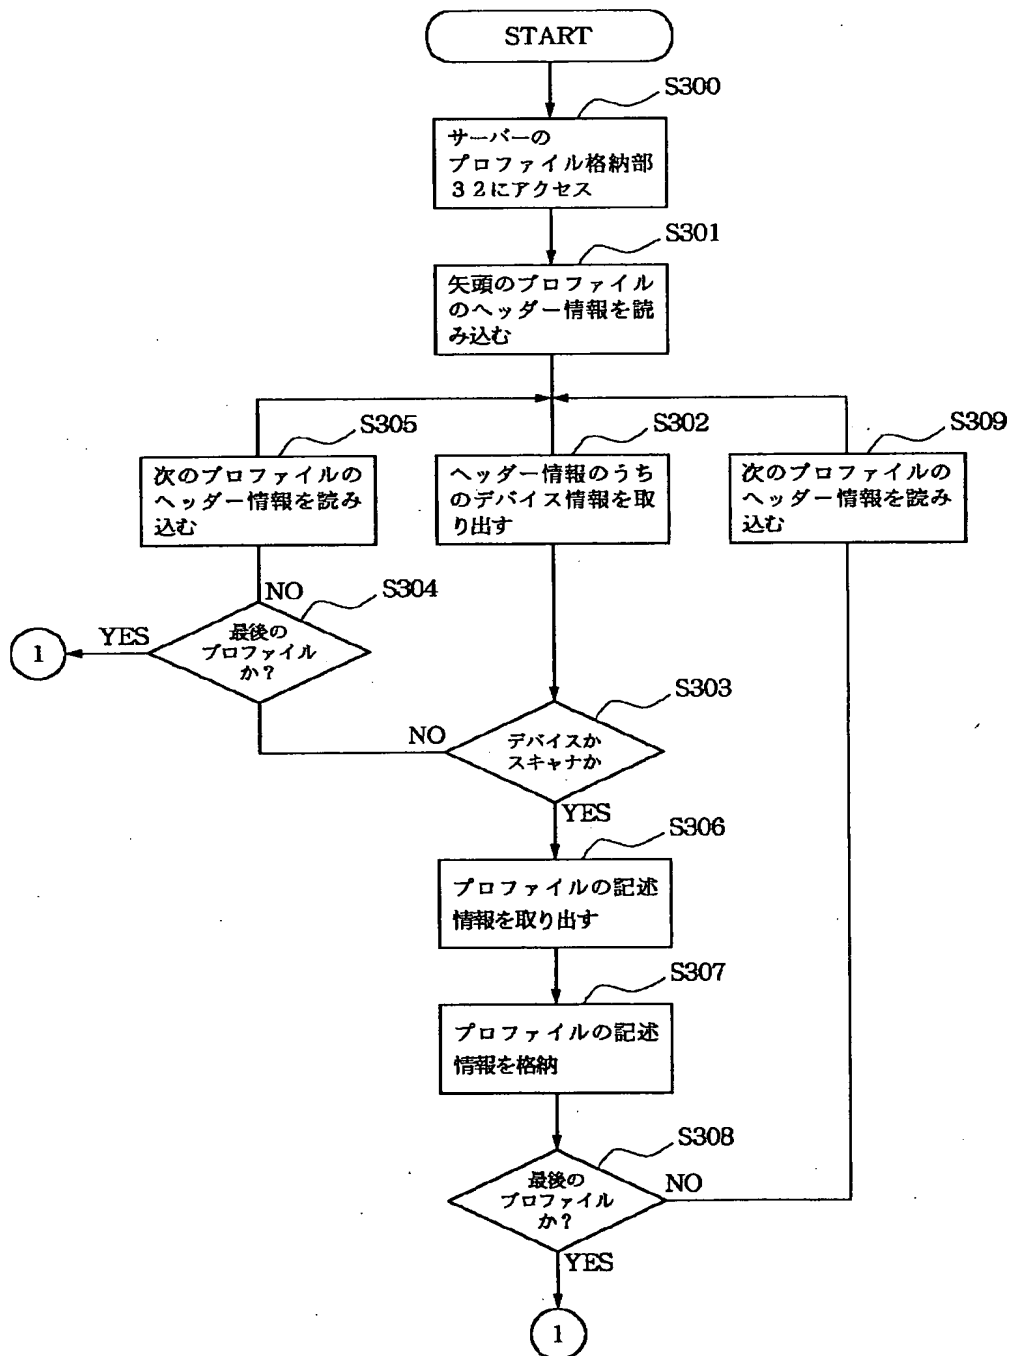 START
S300
サーバーの
プロファイル格納部
３２にアクセス
S301
矢頭のプロファイル
のヘッダー情報を読
み込む
S305
次のプロファイルの
ヘッダー情報を読み
込む
S302
ヘッダー情報のうち
のデバイス情報を取
り出す
S309
次のプロファイルの
ヘッダー情報を読み
込む
NO
S304
YES
1
最後の
プロファイル
か？
S303
NO
デバイスか
スキャナか
YES
S306
プロファイルの記述
情報を取り出す
S307
プロファイルの記述
情報を格納
S308
最後の
プロファイル
か？
NO
YES
1